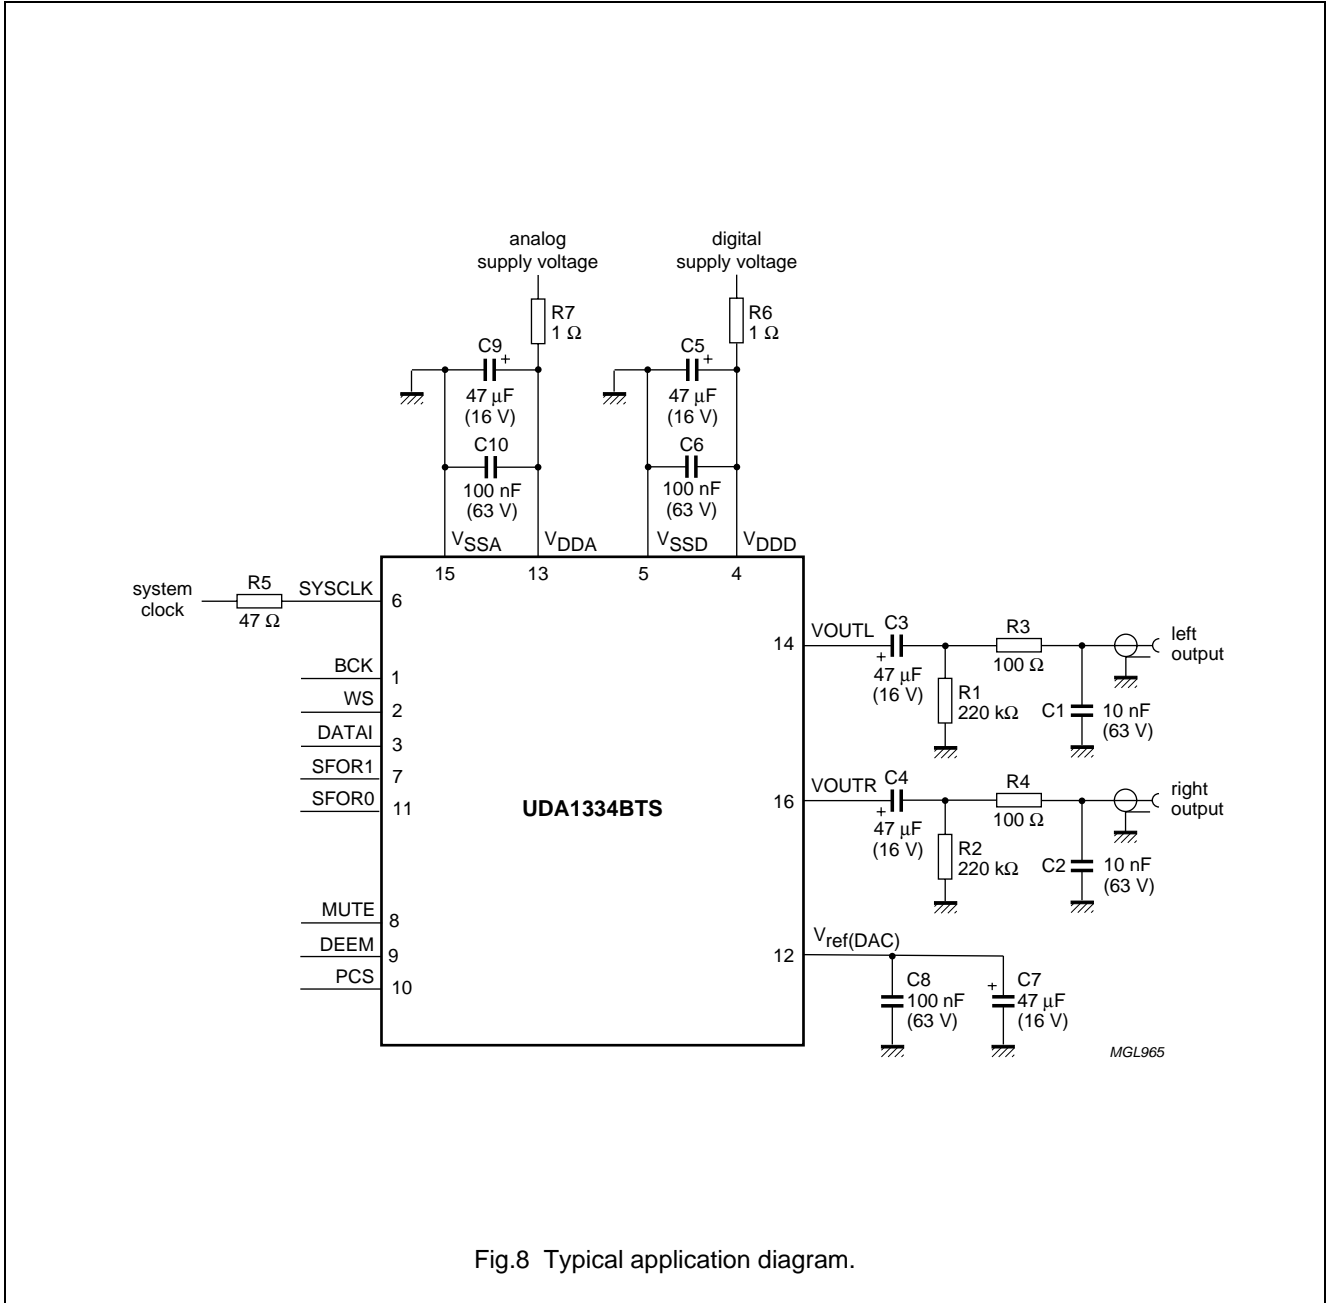 analog
supply voltage
digital
supply voltage
R7
1 Ω
R6
1 Ω
C9
+
47 μF
(16 V)
C5
+
47 μF
(16 V)
C10
100 nF
(63 V)
C6
100 nF
(63 V)
VSSA
VDDA
VSSD
VDDD
15
13
5
4
system
clock
R5
47 Ω
SYSCLK
6
BCK
1
WS
2
DATAI
3
SFOR1
7
SFOR0
11
MUTE
8
DEEM
9
PCS
10
UDA1334BTS
14
VOUTL
C3
+
47 μF
(16 V)
R1
220 kΩ
R3
100 Ω
C1
10 nF
(63 V)
left
output
16
VOUTR
C4
+
47 μF
(16 V)
R2
220 kΩ
R4
100 Ω
C2
10 nF
(63 V)
right
output
12
Vref(DAC)
C8
100 nF
(63 V)
+
C7
47 μF
(16 V)
MGL965
Fig.8 Typical application diagram.